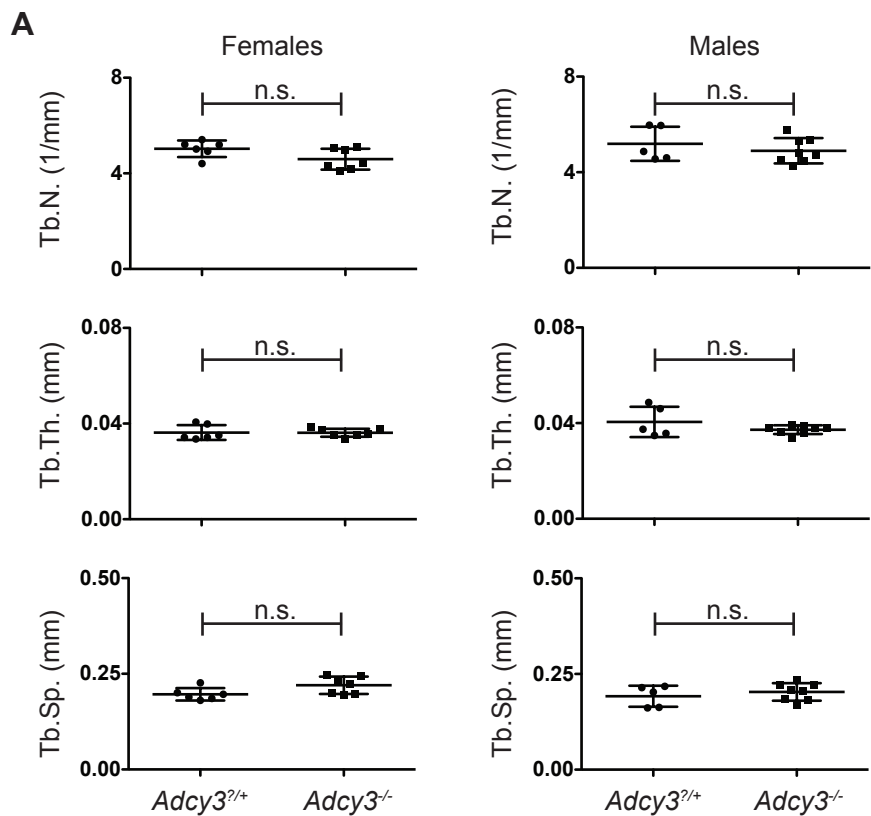 A
Females
Males
Tb.N. (1/mm)
8
4
0
n.s.
Tb.N. (1/mm)
8
4
0
n.s.
Tb.Th. (mm)
0.08
0.04
0.00
n.s.
Tb.Th. (mm)
0.08
0.04
0.00
n.s.
Tb.Sp. (mm)
0.50
0.25
0.00
n.s.
Tb.Sp. (mm)
0.50
0.25
0.00
n.s.
Adcy3?/+
Adcy3-/-
Adcy3?/+
Adcy3-/-